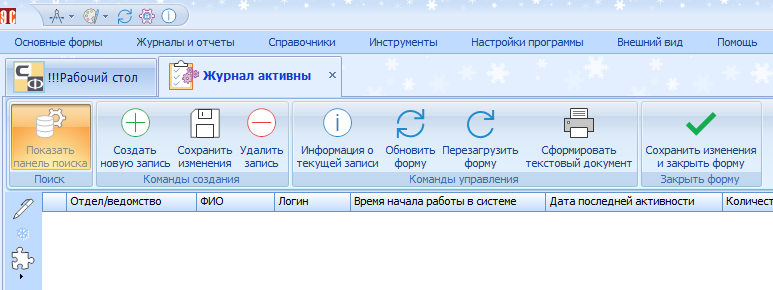 Основные формы Журналы и отчеты Справочники Инструменты Настройки программы Внешний вид Помощь
!!!Рабочий стол Журнал активны
Показать панель поиска
Создать новую запись
Сохранить изменения
Удалить запись
Информация о текущей записи
Обновить форму
Перезагрузить форму
Сформировать текстовый документ
Сохранить изменения и закрыть форму
Поиск Команды создания Команды управления Закрыть форму
Отдел/ведомство ФИО Логин Время начала работы в системе Дата последней активности Количест